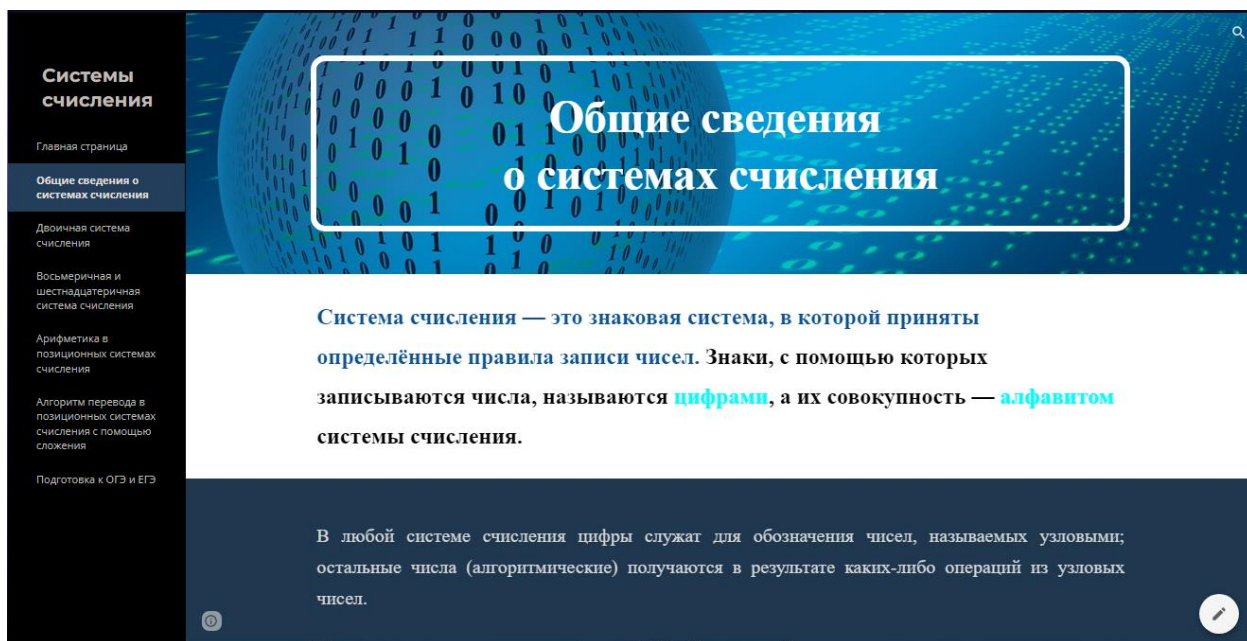 Системы
счисления
Главная страница
Общие сведения о
системах счисления
Двоичная система
счисления
Восьмеричная и
шестнадцатеричная
система счисления
Арифметика в
позиционных системах
счисления
Алгоритм перевода в
позиционных системах
счисления с помощью
сложения
Подготовка к ОГЭ и ЕГЭ
Общие сведения
о системах счисления
Система счисления — это знаковая система, в которой приняты
определённые правила записи чисел. Знаки, с помощью которых
записываются числа, называются цифрами, а их совокупность — алфавитом
системы счисления.
В любой системе счисления цифры служат для обозначения чисел, называемых узловыми;
остальные числа (алгоритмические) получаются в результате каких-либо операций из узловых
чисел.